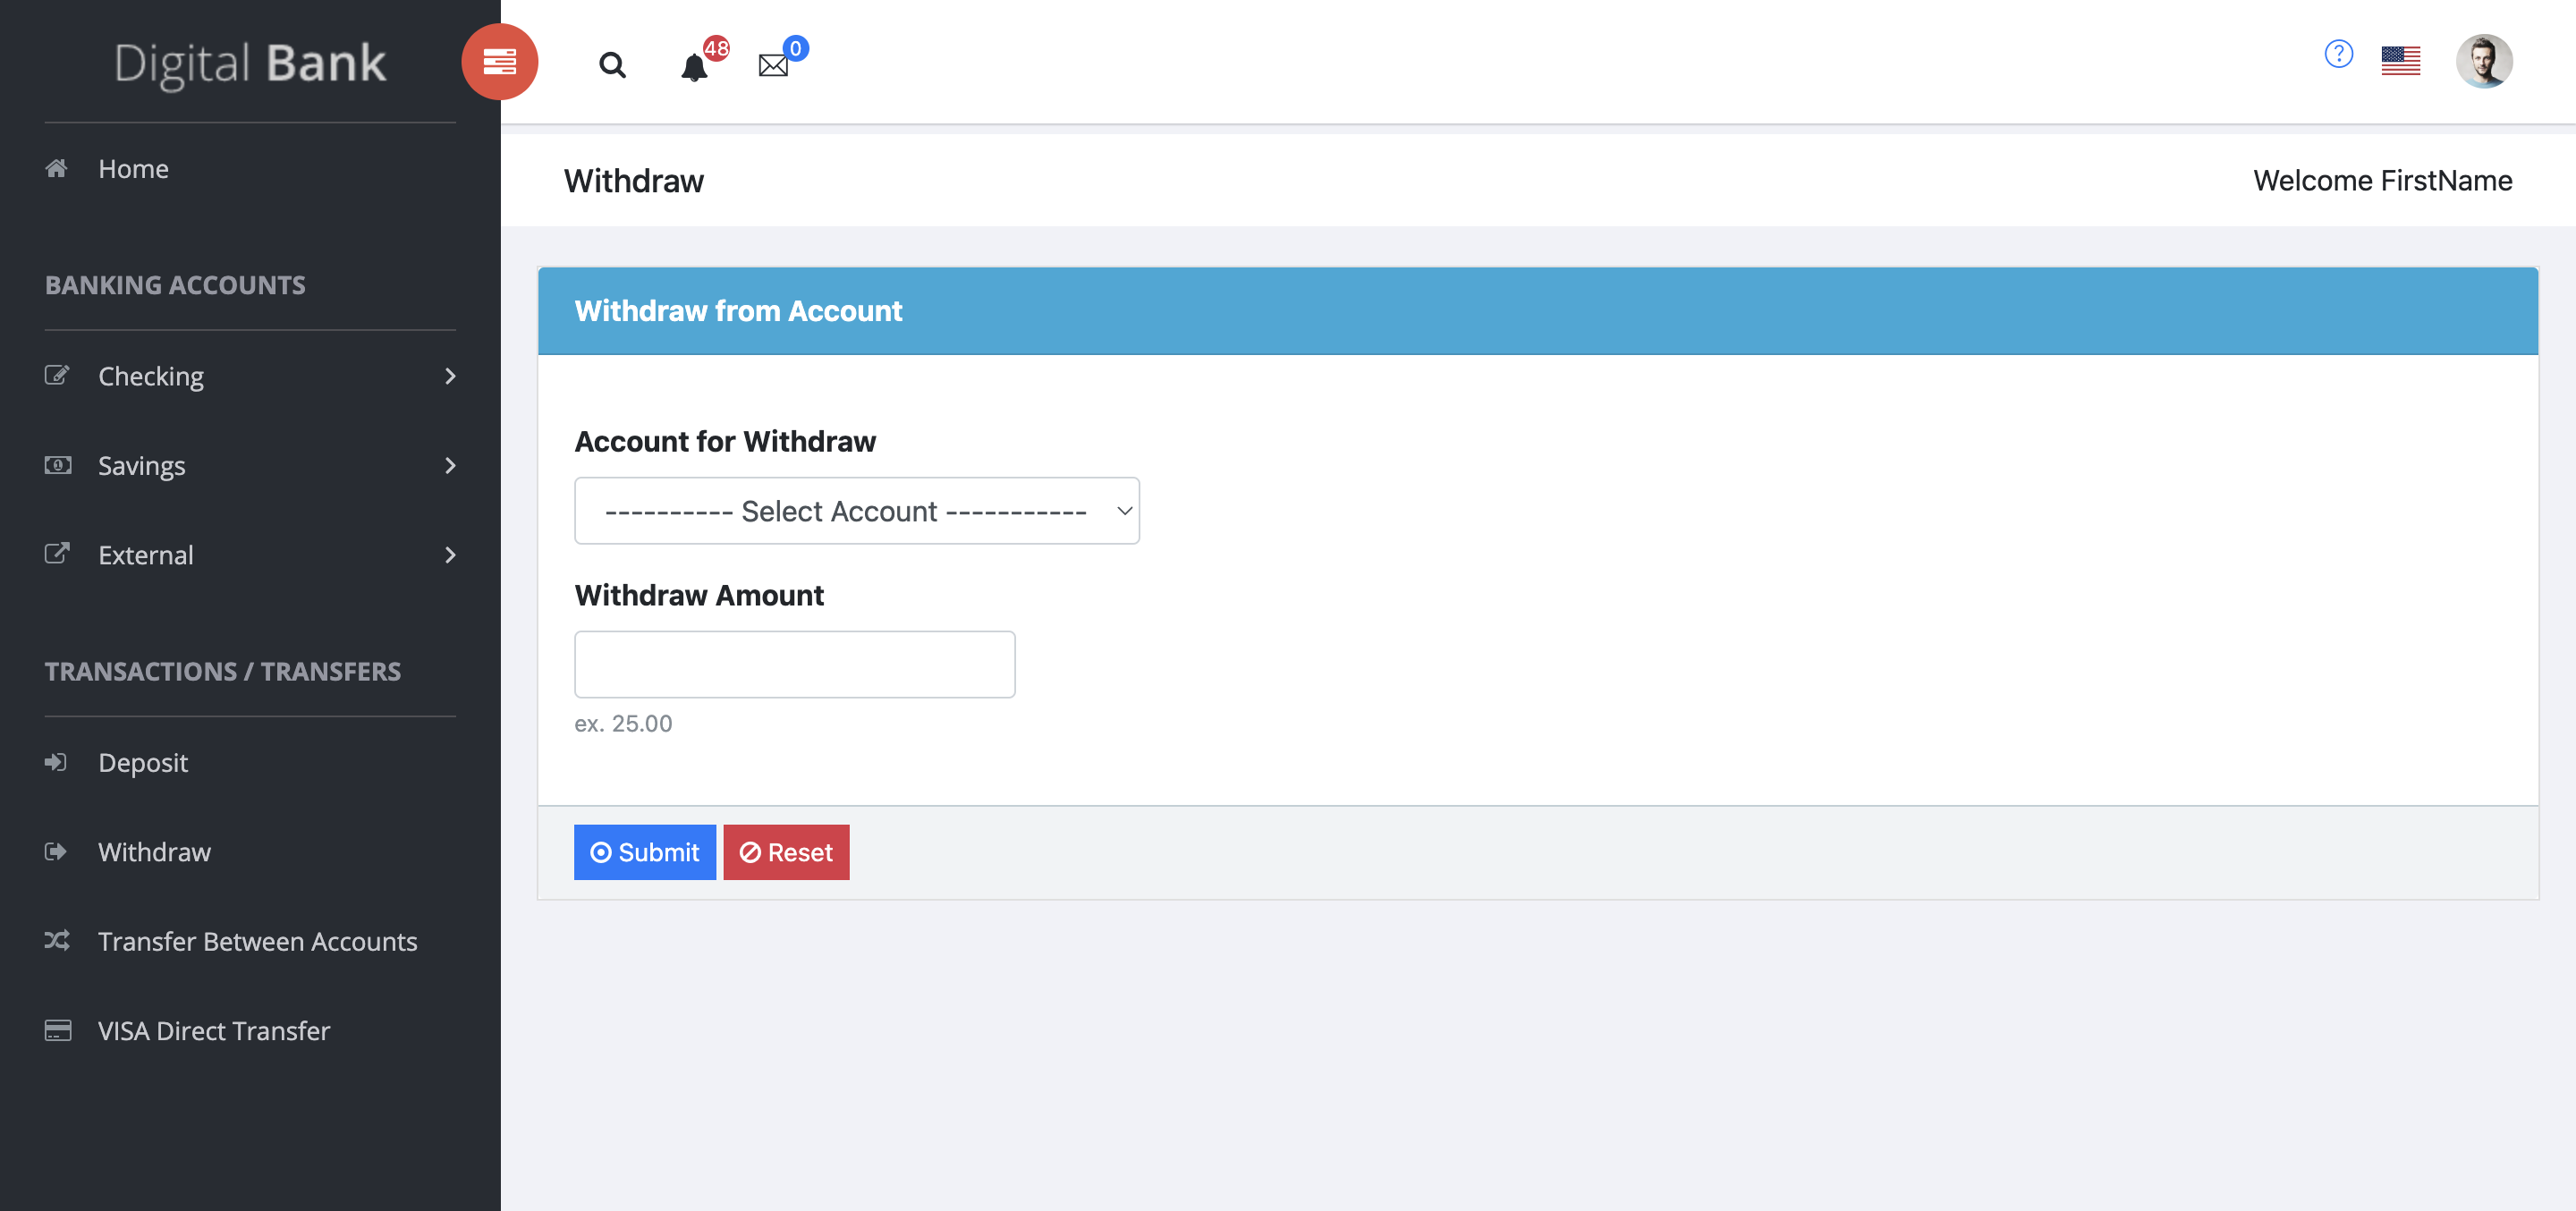 Digital Bank
48
0
?
Home
Withdraw
Welcome FirstName
BANKING ACCOUNTS
Withdraw from Account
Checking
Account for Withdraw
Savings
---------- Select Account -----------
External
Withdraw Amount
TRANSACTIONS / TRANSFERS
ex. 25.00
Deposit
Withdraw
Submit
Reset
Transfer Between Accounts
VISA Direct Transfer